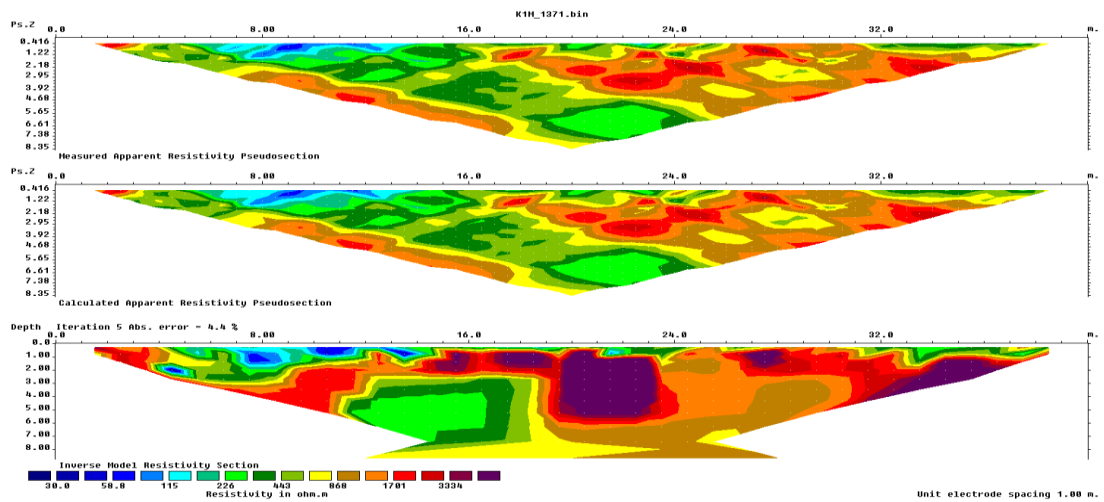 K1H_1371.bin
Ps.Z 0.0 8.00 16.0 24.0 32.0 m.
0.416
1.22
2.18
2.95
3.92
4.68
5.65
6.61
7.38
8.35
Measured Apparent Resistivity Pseudosection
Ps.Z 0.0 8.00 16.0 24.0 32.0 m.
0.416
1.22
2.18
2.95
3.92
4.68
5.65
6.61
7.38
8.35
Calculated Apparent Resistivity Pseudosection
Depth Iteration 5 Abs. error = 4.4 %
0.0 8.00 16.0 24.0 32.0 m.
0.0
1.00
2.00
3.00
4.00
5.00
6.00
7.00
8.00
Inverse Model Resistivity Section
30.0 58.8 115 226 443 868 1701 3334
Resistivity in ohm.m
Unit electrode spacing 1.00 m.